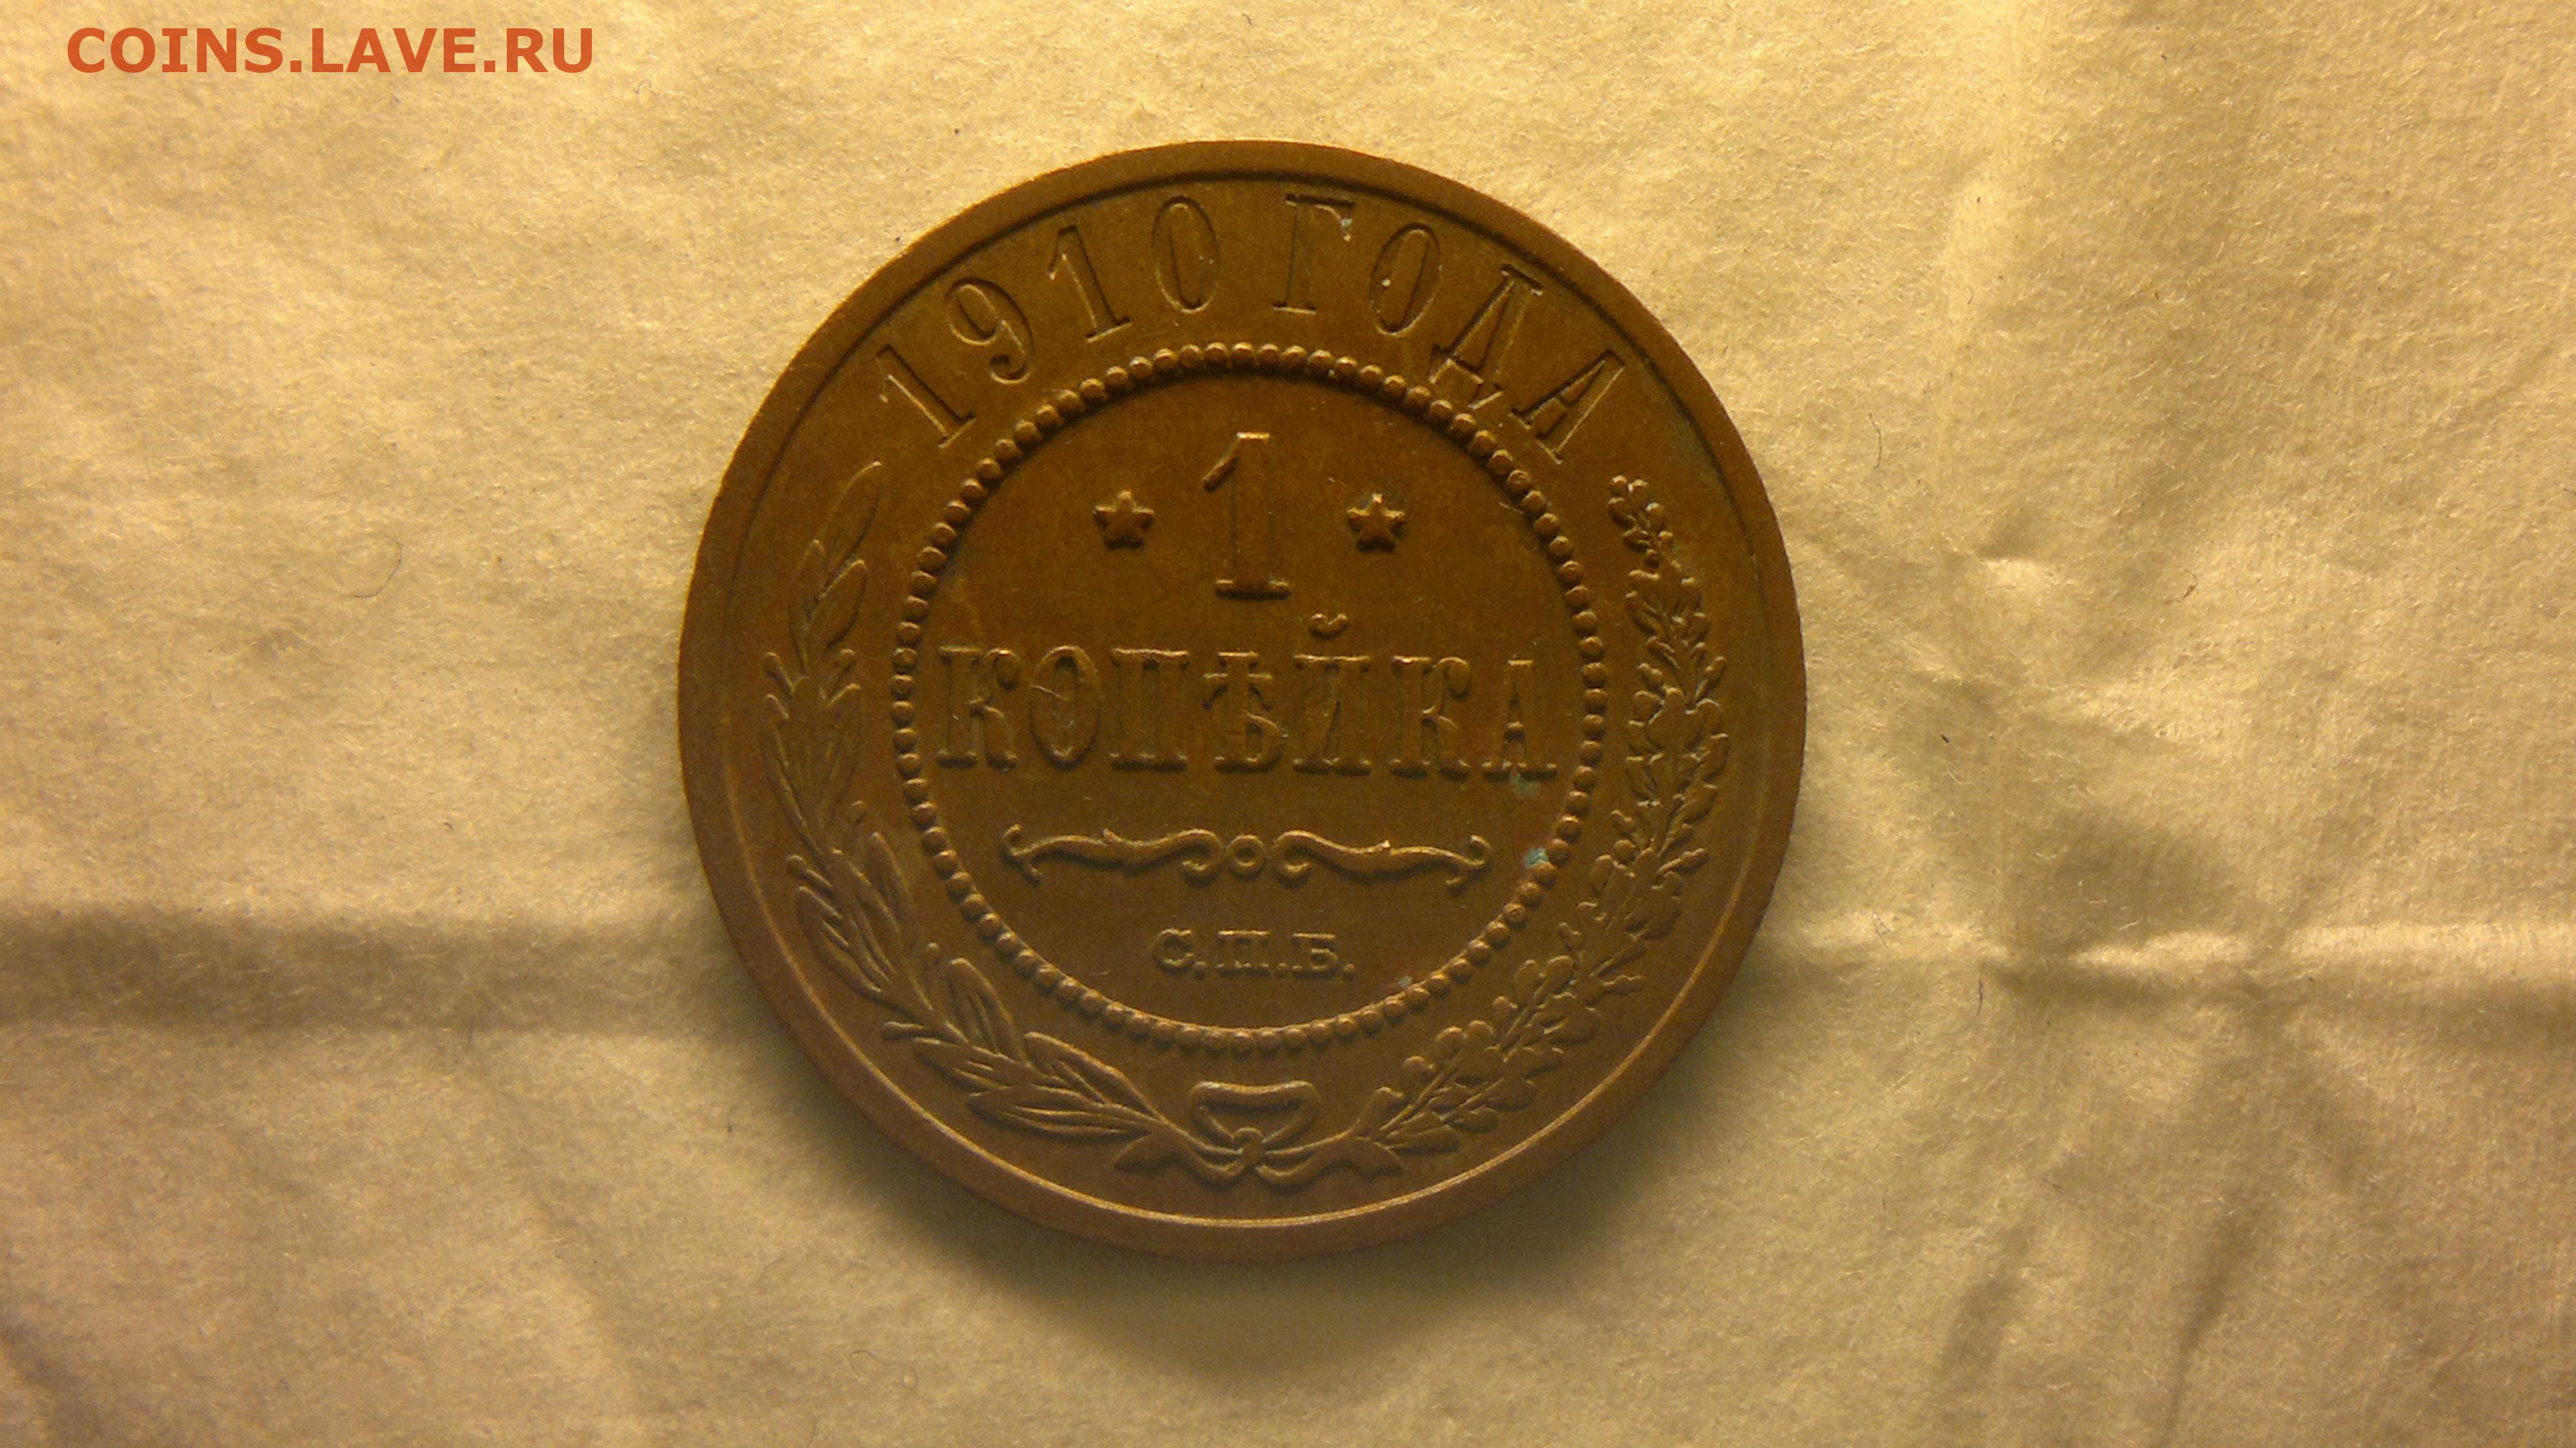 COINS.LAVE.RU
1910 ГОДА
1
КОПѢЙКА
С.П.Б.